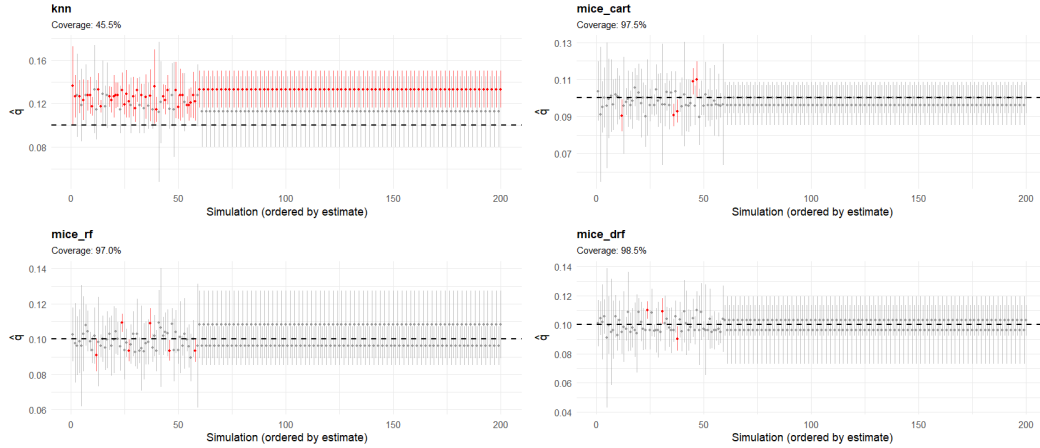 knn
Coverage: 45.5%
0.16
0.12
0.08
q̂
0
50
100
150
200
Simulation (ordered by estimate)
mice_cart
Coverage: 97.5%
0.13
0.11
0.09
0.07
q̂
0
50
100
150
200
Simulation (ordered by estimate)
mice_rf
Coverage: 97.0%
0.14
0.12
0.10
0.08
0.06
q̂
0
50
100
150
200
Simulation (ordered by estimate)
mice_drf
Coverage: 98.5%
0.14
0.12
0.10
0.08
0.06
0.04
q̂
0
50
100
150
200
Simulation (ordered by estimate)